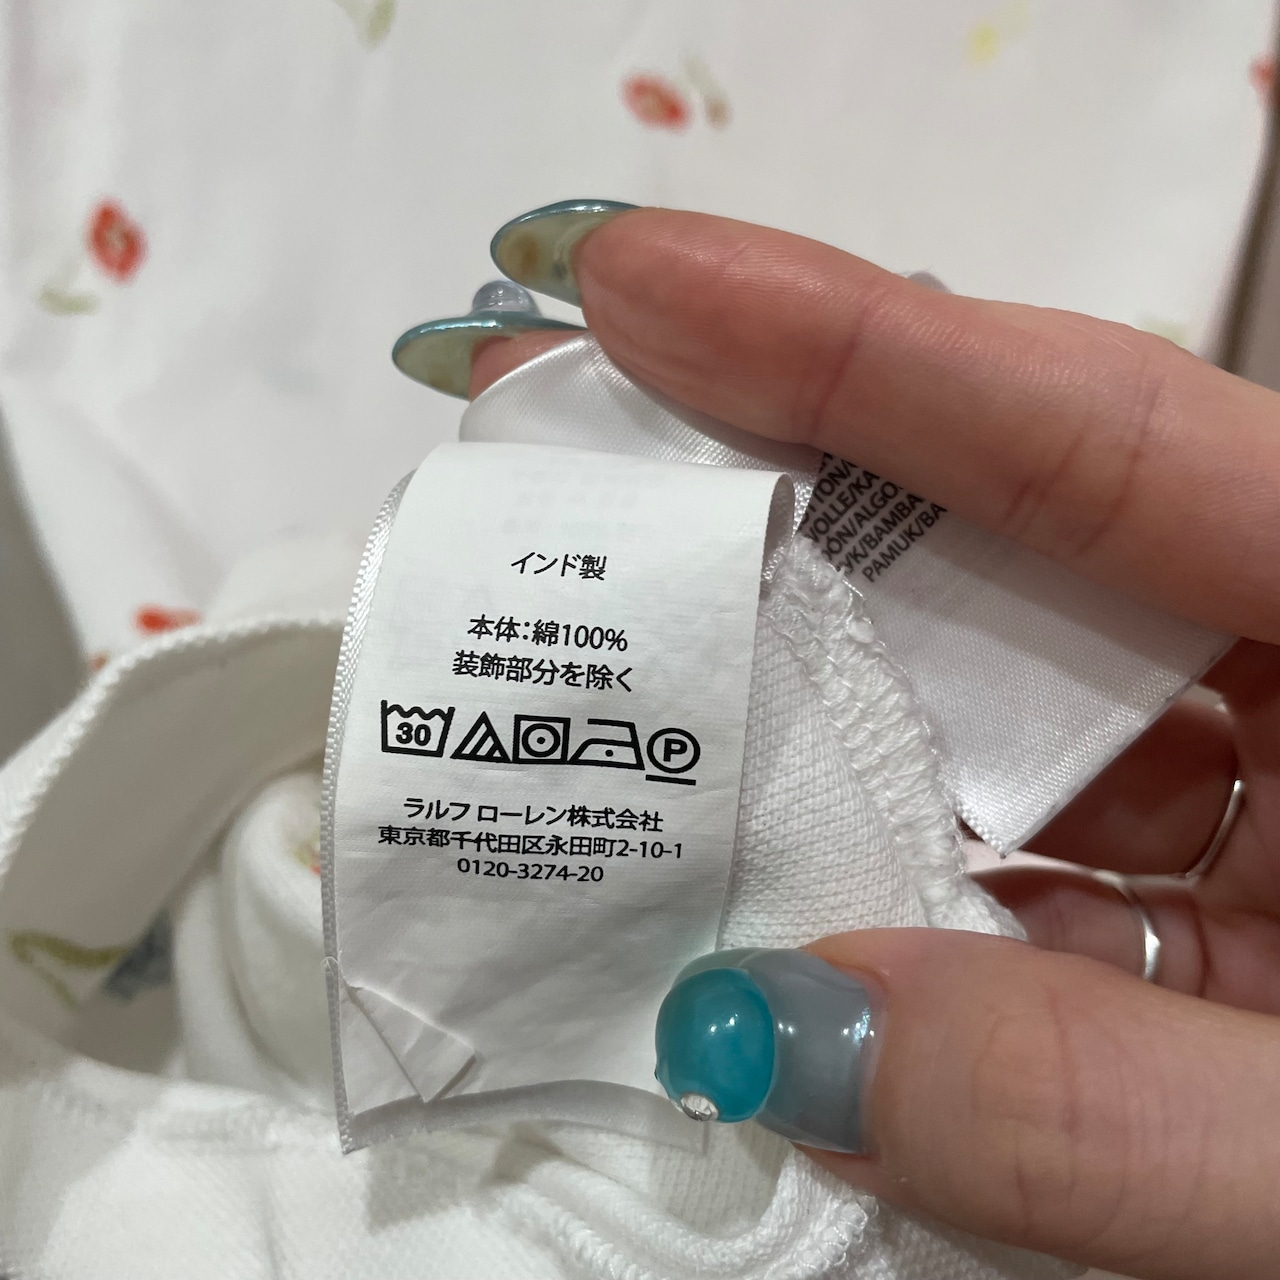 インド製
本体:綿100%
装飾部分を除く
30
P
ラルフ ローレン株式会社
東京都千代田区永田町2-10-1
0120-3274-20
PAMUK/BA